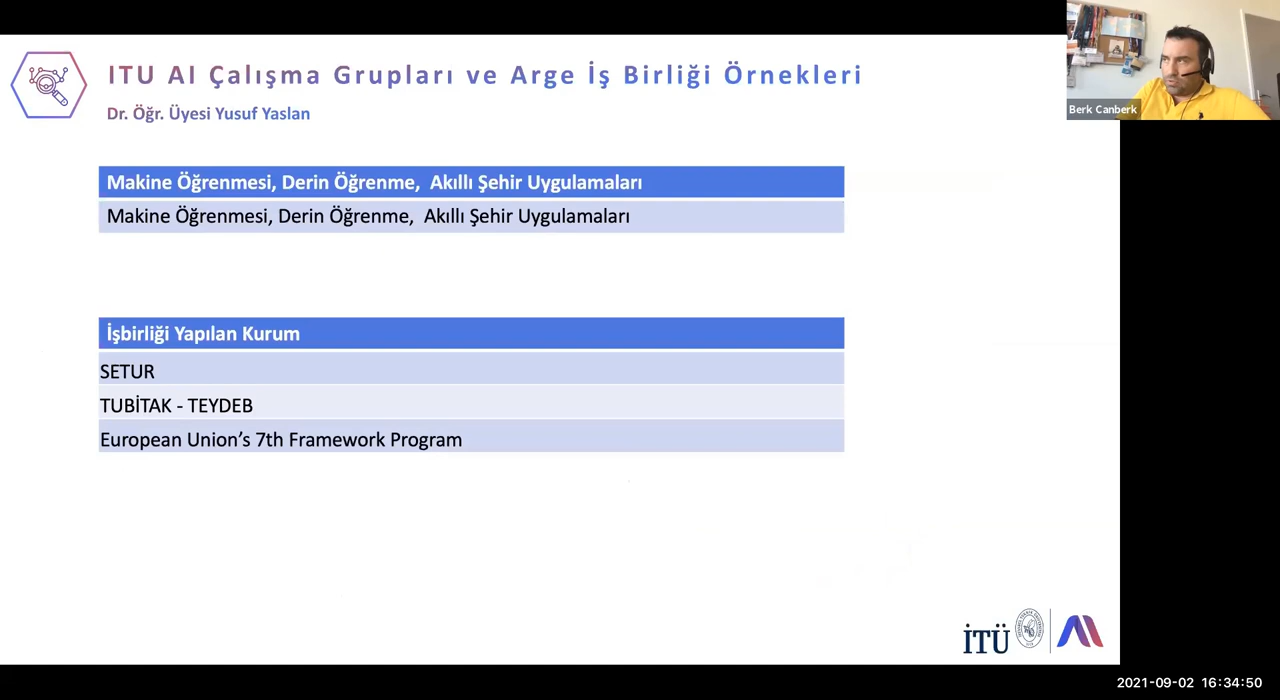 ITU AI Çalışma Grupları ve Arge İş Birliği Örnekleri
Dr. Öğr. Üyesi Yusuf Yaslan
Berk Canberk
Makine Öğrenmesi, Derin Öğrenme, Akıllı Şehir Uygulamaları
Makine Öğrenmesi, Derin Öğrenme, Akıllı Şehir Uygulamaları
İşbirliği Yapılan Kurum
SETUR
TUBİTAK - TEYDEB
European Union’s 7th Framework Program
İTÜ
2021-09-02 16:34:50